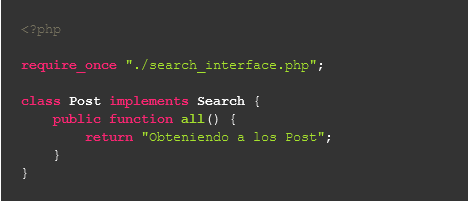 <?php
require_once "./search_interface.php";
class Post implements Search {
public function all() {
return "Obteniendo a los Post";
}
}